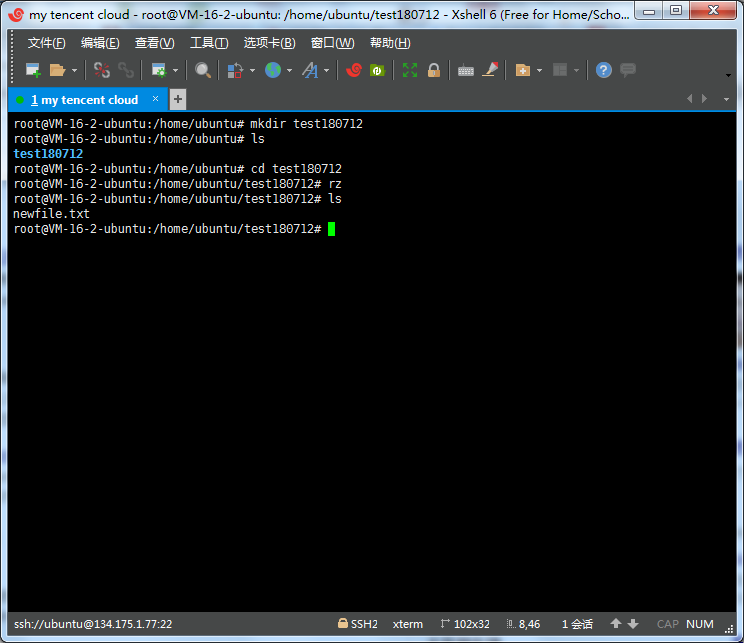 my tencent cloud - root@VM-16-2-ubuntu: /home/ubuntu/test180712 - Xshell 6 (Free for Home/Scho...
文件(F) 编辑(E) 查看(V) 工具(T) 选项卡(B) 窗口(W) 帮助(H)
1 my tencent cloud × +
root@VM-16-2-ubuntu:/home/ubuntu# mkdir test180712
root@VM-16-2-ubuntu:/home/ubuntu# ls
test180712
root@VM-16-2-ubuntu:/home/ubuntu# cd test180712
root@VM-16-2-ubuntu:/home/ubuntu/test180712# rz
root@VM-16-2-ubuntu:/home/ubuntu/test180712# ls
newfile.txt
root@VM-16-2-ubuntu:/home/ubuntu/test180712#
ssh://ubuntu@134.175.1.77:22 SSH2 xterm 102x32 8,46 1 会话 CAP NUM